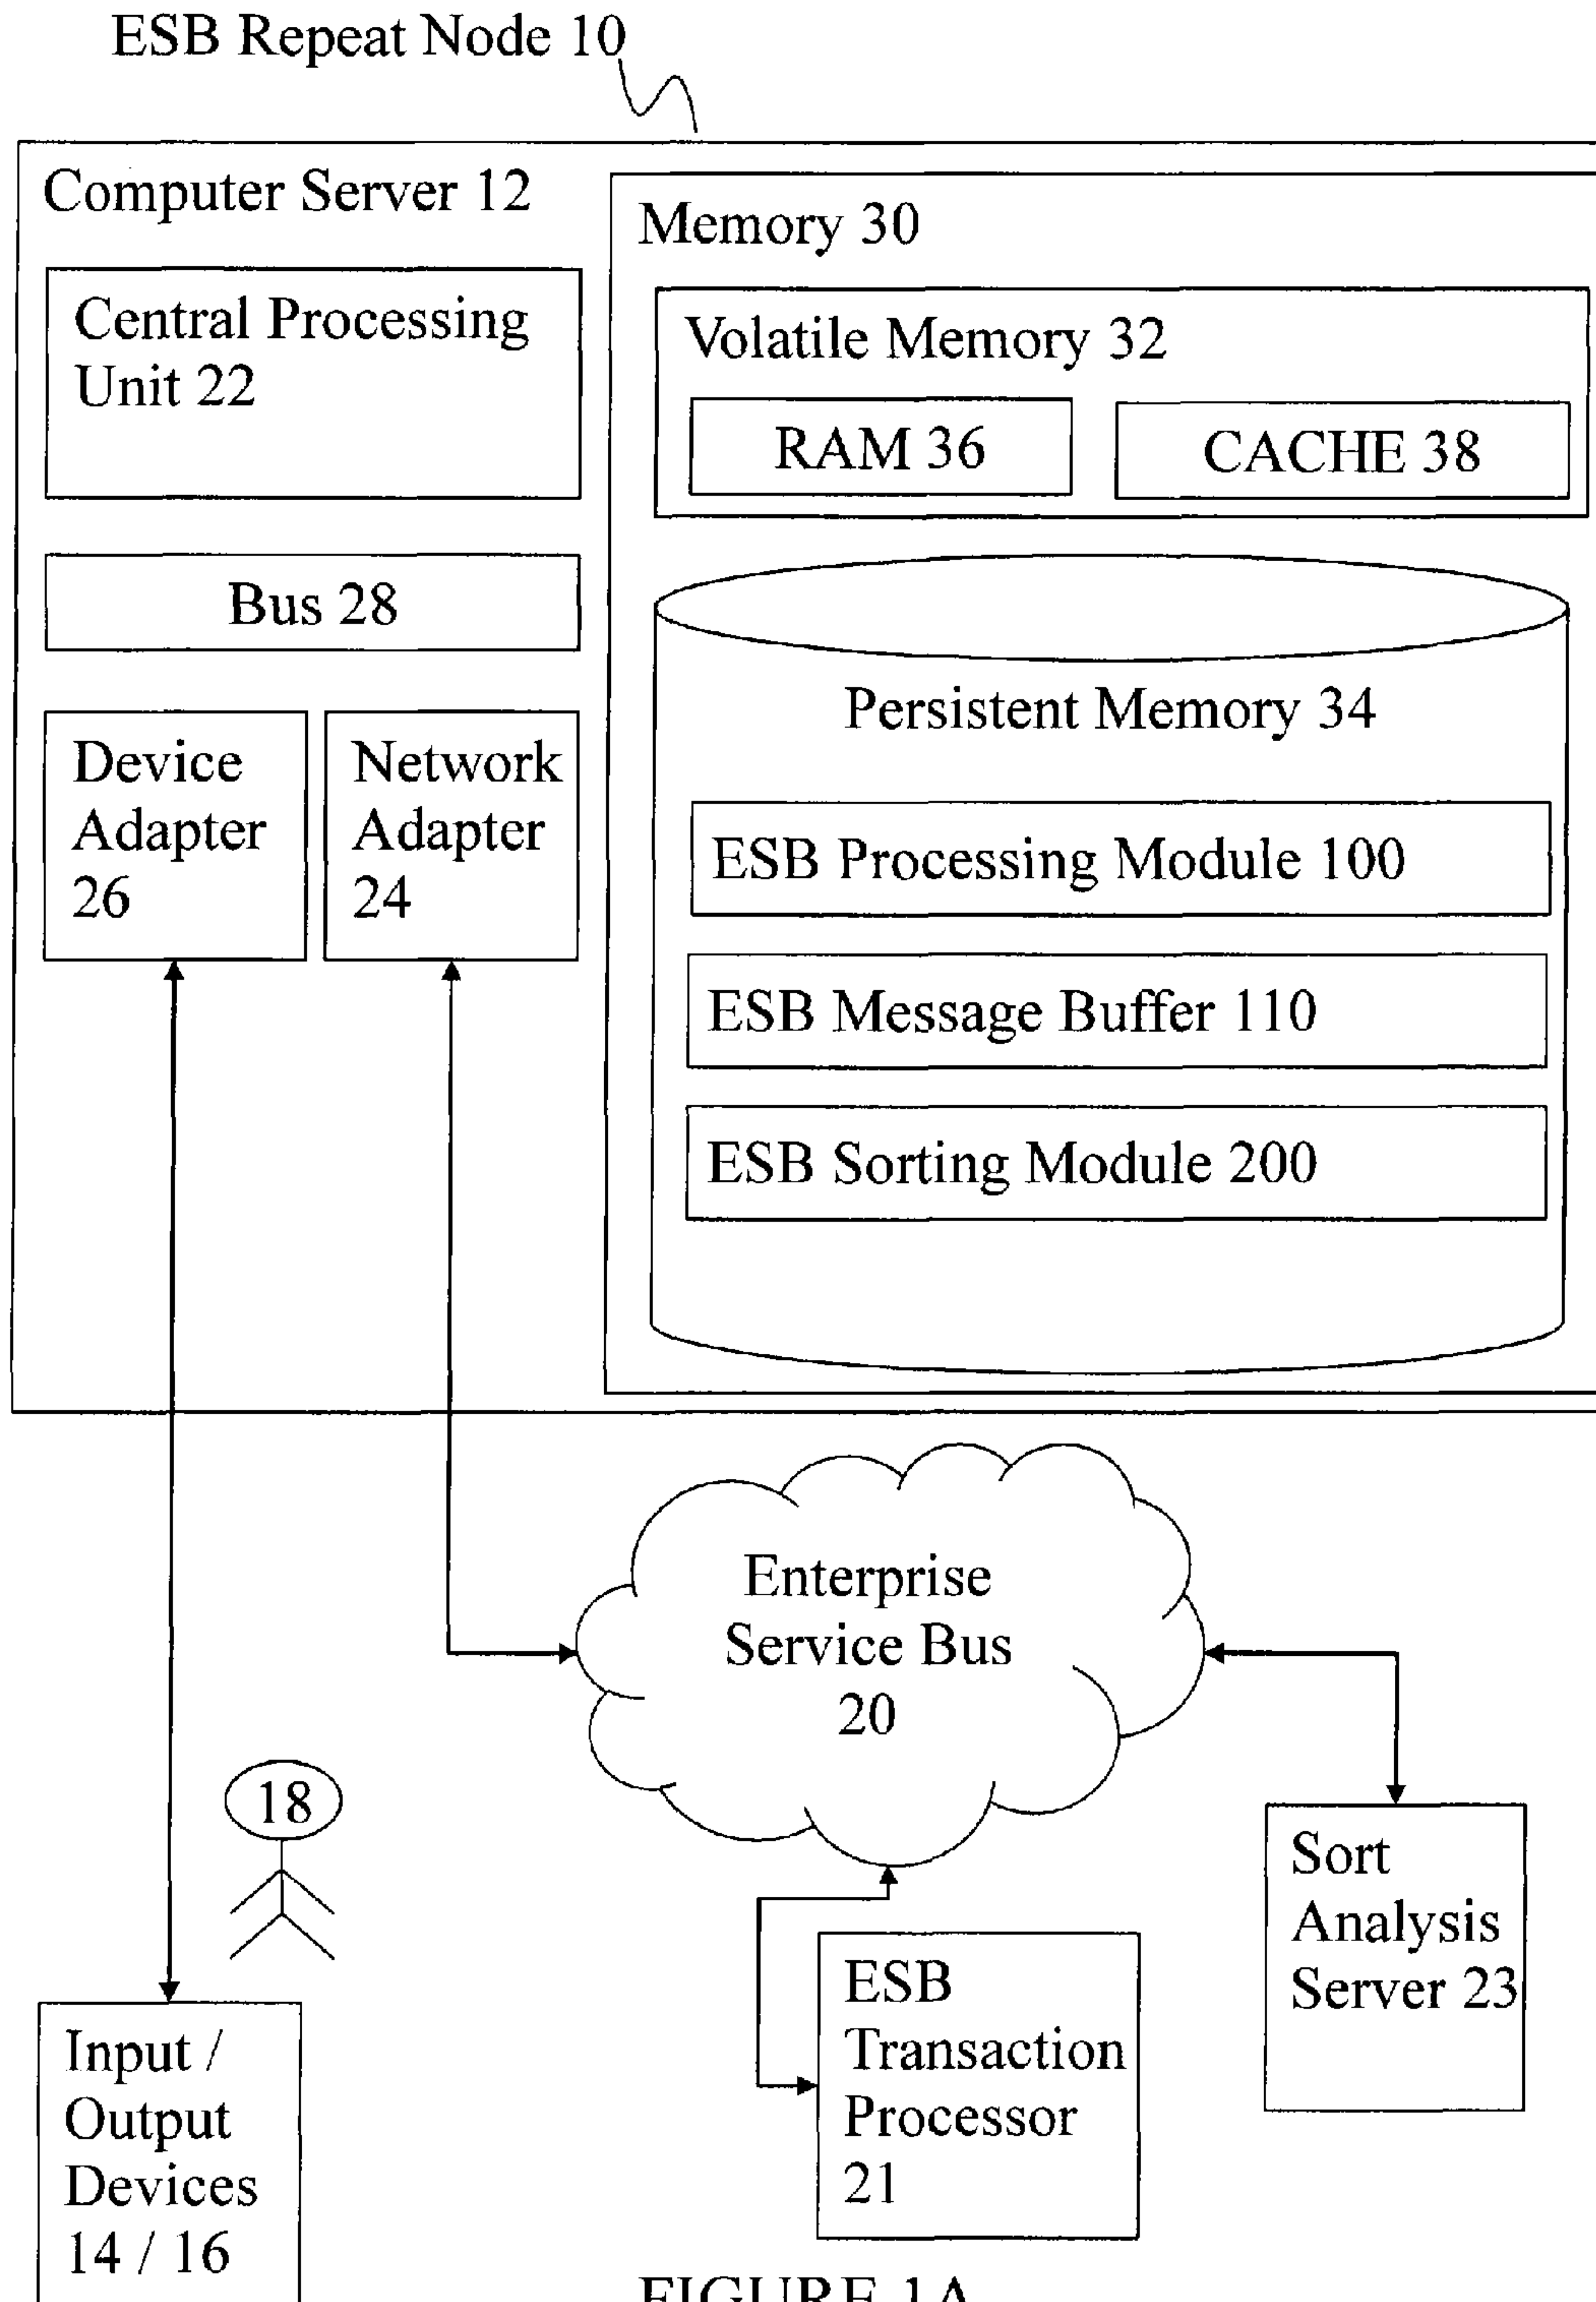 ESB Repeat Node 10
Computer Server 12
Central Processing
Unit 22
Bus 28
Device
Adapter
26
Network
Adapter
24
Memory 30
Volatile Memory 32
RAM 36
CACHE 38
Persistent Memory 34
ESB Processing Module 100
ESB Message Buffer 110
ESB Sorting Module 200
Enterprise
Service Bus
20
18
Sort
Analysis
Server 23
ESB
Transaction
Processor
21
Input /
Output
Devices
14 / 16
FIGURE 1A